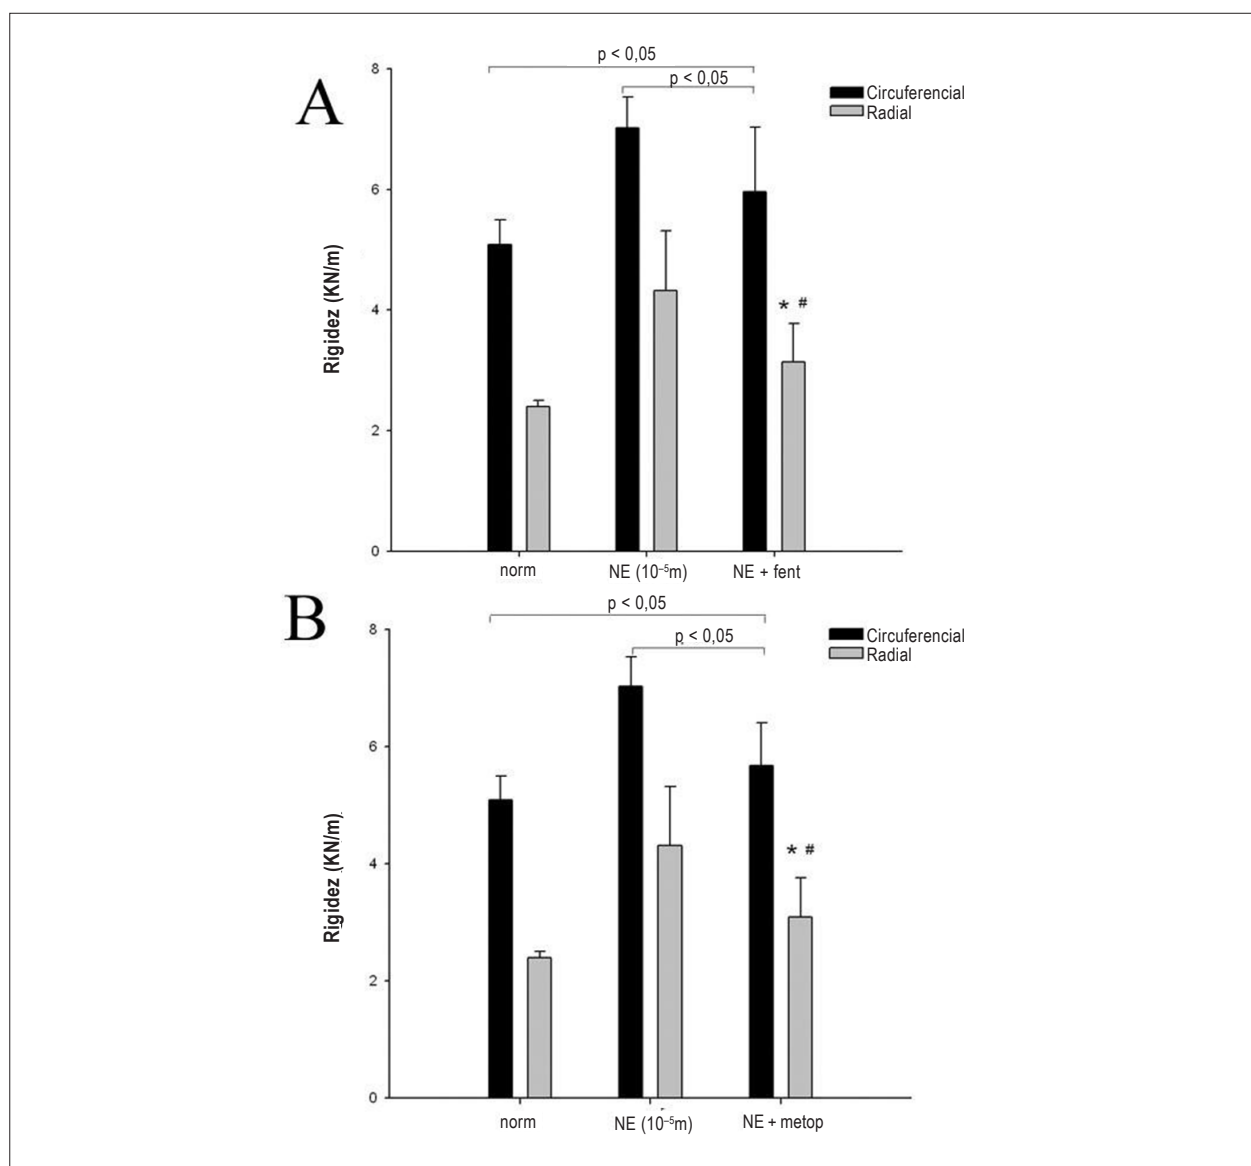 A
p < 0,05
p < 0,05
Circuferencial
Radial
Rigidez (KN/m)
8
6
4
2
0
* #
norm NE (10⁻⁵m) NE + fent
B
p < 0,05
p < 0,05
Circuferencial
Radial
Rigidez (KN/m)
8
6
4
2
0
* #
norm NE (10⁻⁵m) NE + metop